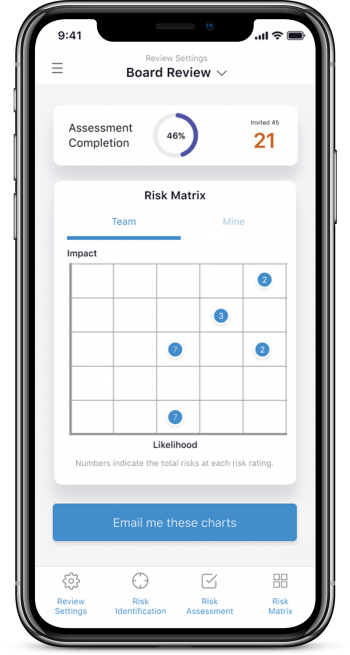 9:41
Review Settings
Board Review
Assessment
Completion
46%
Invited 45
21
Risk Matrix
Team
Mine
Impact
2
3
7
2
7
Likelihood
Numbers indicate the total risks at each risk rating.
Email me these charts
Review
Settings
Risk
Identification
Risk
Assessment
Risk
Matrix